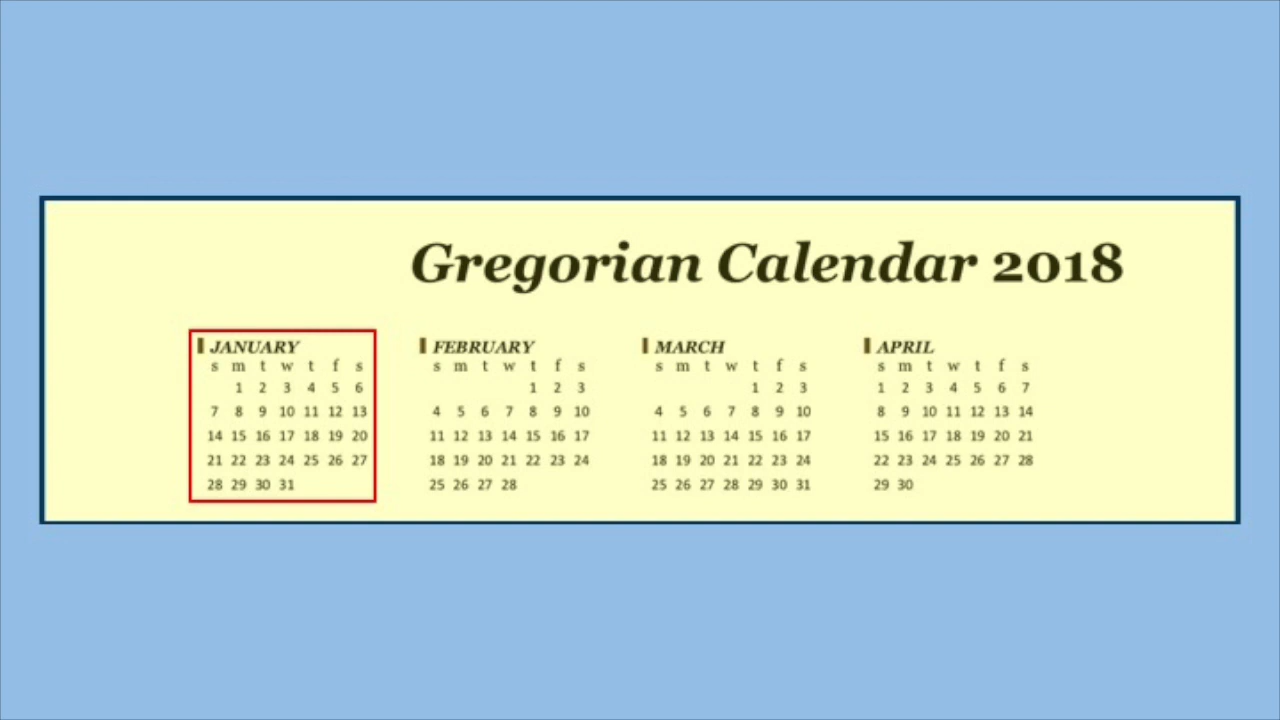 Gregorian Calendar 2018
JANUARY
s m t w t f s
1 2 3 4 5 6
7 8 9 10 11 12 13
14 15 16 17 18 19 20
21 22 23 24 25 26 27
28 29 30 31
FEBRUARY
s m t w t f s
1 2 3
4 5 6 7 8 9 10
11 12 13 14 15 16 17
18 19 20 21 22 23 24
25 26 27 28
MARCH
s m t w t f s
1 2 3
4 5 6 7 8 9 10
11 12 13 14 15 16 17
18 19 20 21 22 23 24
25 26 27 28 29 30 31
APRIL
s m t w t f s
1 2 3 4 5 6 7
8 9 10 11 12 13 14
15 16 17 18 19 20 21
22 23 24 25 26 27 28
29 30